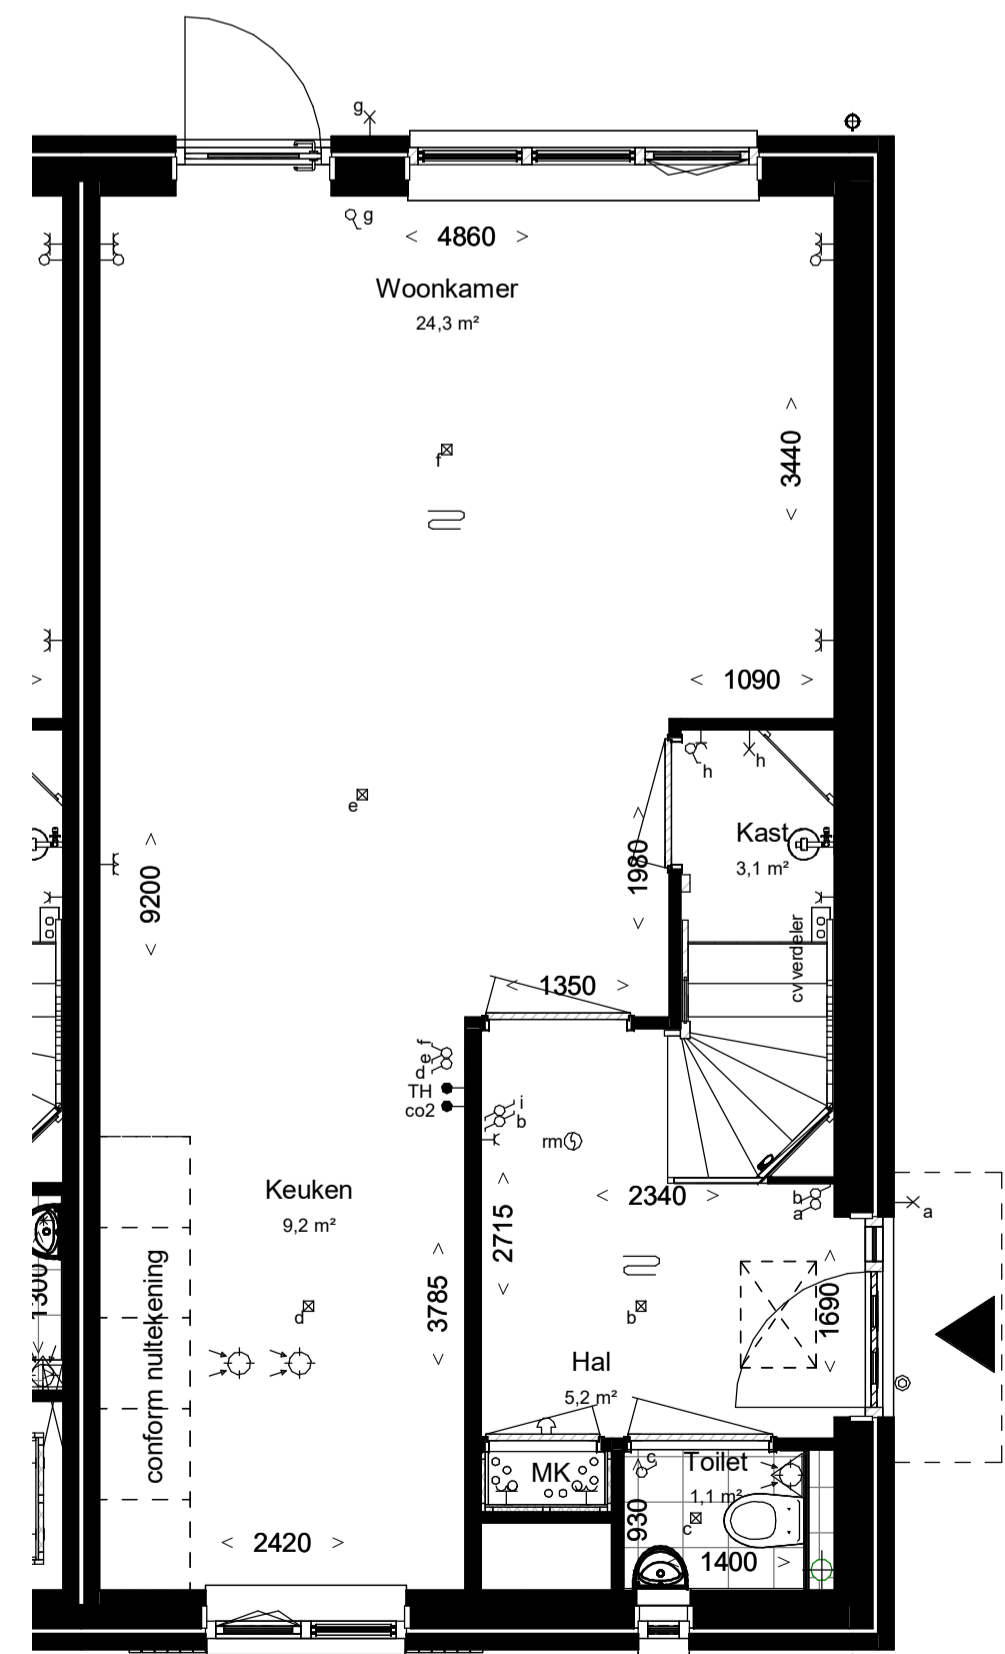 g
g
< 4860 >
Woonkamer
24,3 m²
< 3440 >
f
< 1090 >
h
h
e
Kast
3,1 m²
< 1980 >
< 9200 >
cv verdeler
< 1350 >
f
e
d
TH
co2
i
b
rm
Keuken
9,2 m²
< 2715 >
< 2340 >
b
a
a
1300
conform nultekening
d
< 3785 >
b
< 1690 >
Hal
5,2 m²
MK
c
Toilet
1,1 m²
930 >
c
< 2420 >
1400 >